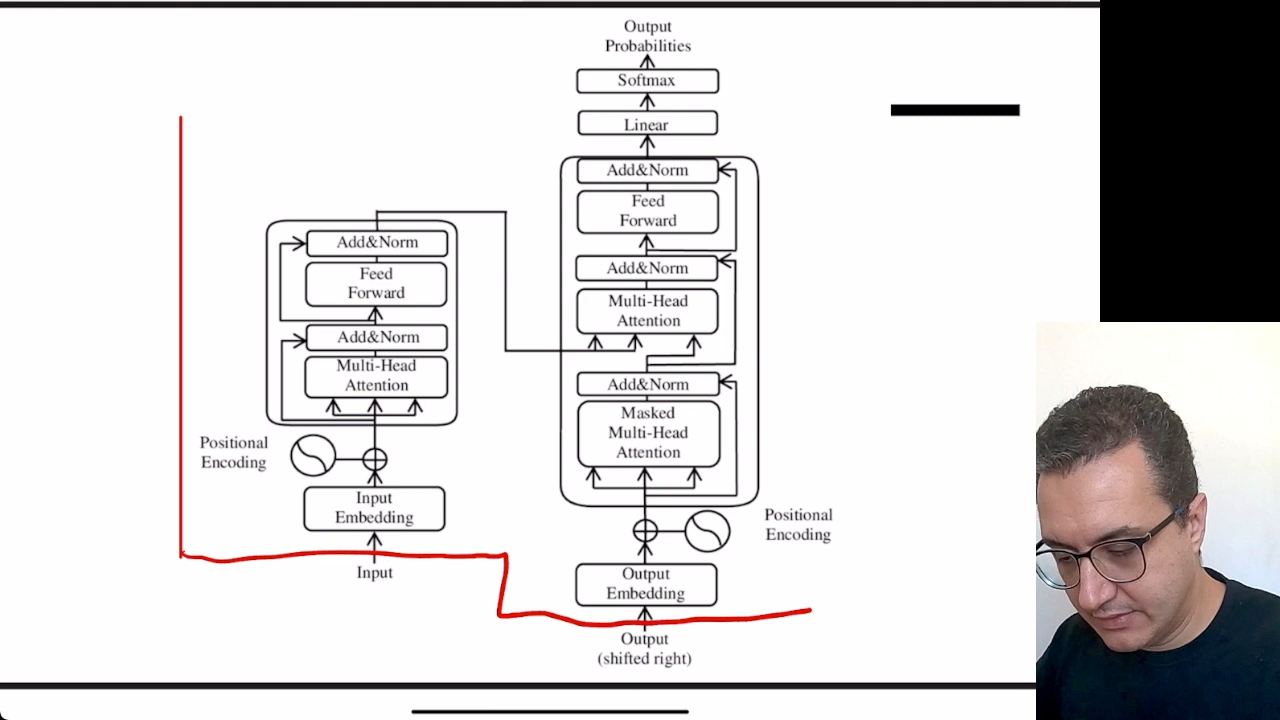 Output
Probabilities
Softmax
Linear
Add&Norm
Feed
Forward
Add&Norm
Multi-Head
Attention
Add&Norm
Masked
Multi-Head
Attention
Positional
Encoding
Output
Embedding
Output
(shifted right)
Add&Norm
Feed
Forward
Add&Norm
Multi-Head
Attention
Positional
Encoding
Input
Embedding
Input